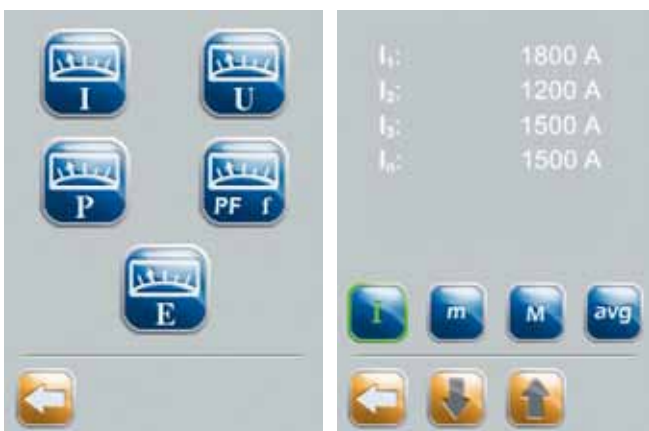 I U
P PF f
E
I₁: 1800 A
I₂: 1200 A
I₃: 1500 A
Iₙ: 1500 A
I m M avg